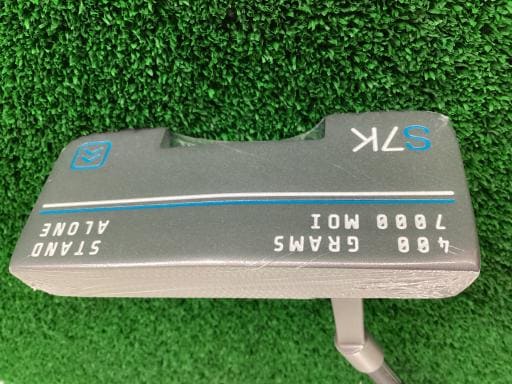 400 GRAMS
7000 MOI
STAND
ALONE
S7K